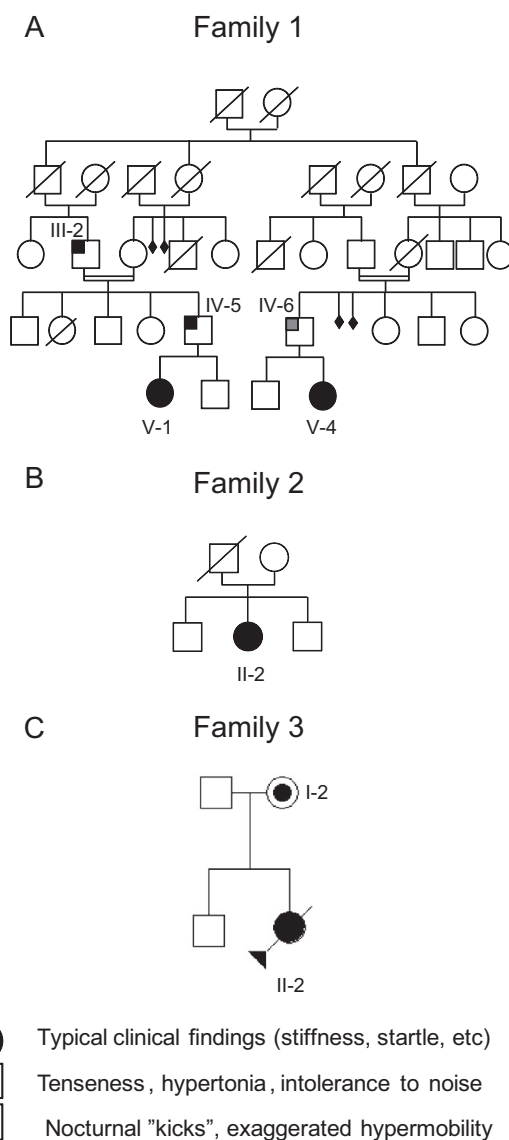 A Family 1
III-2
IV-5 IV-6
V-1 V-4
B Family 2
II-2
C Family 3
I-2
II-2
Typical clinical findings (stiffness, startle, etc)
Tenseness, hypertonia, intolerance to noise
Nocturnal "kicks", exaggerated hypermobility